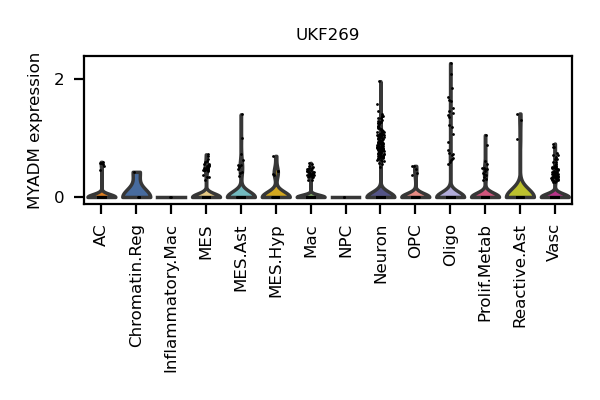 UKF269
MYADM expression
2
0
AC
Chromatin.Reg
Inflammatory.Mac
MES
MES.Ast
MES.Hyp
Mac
NPC
Neuron
OPC
Oligo
Prolif.Metab
Reactive.Ast
Vasc